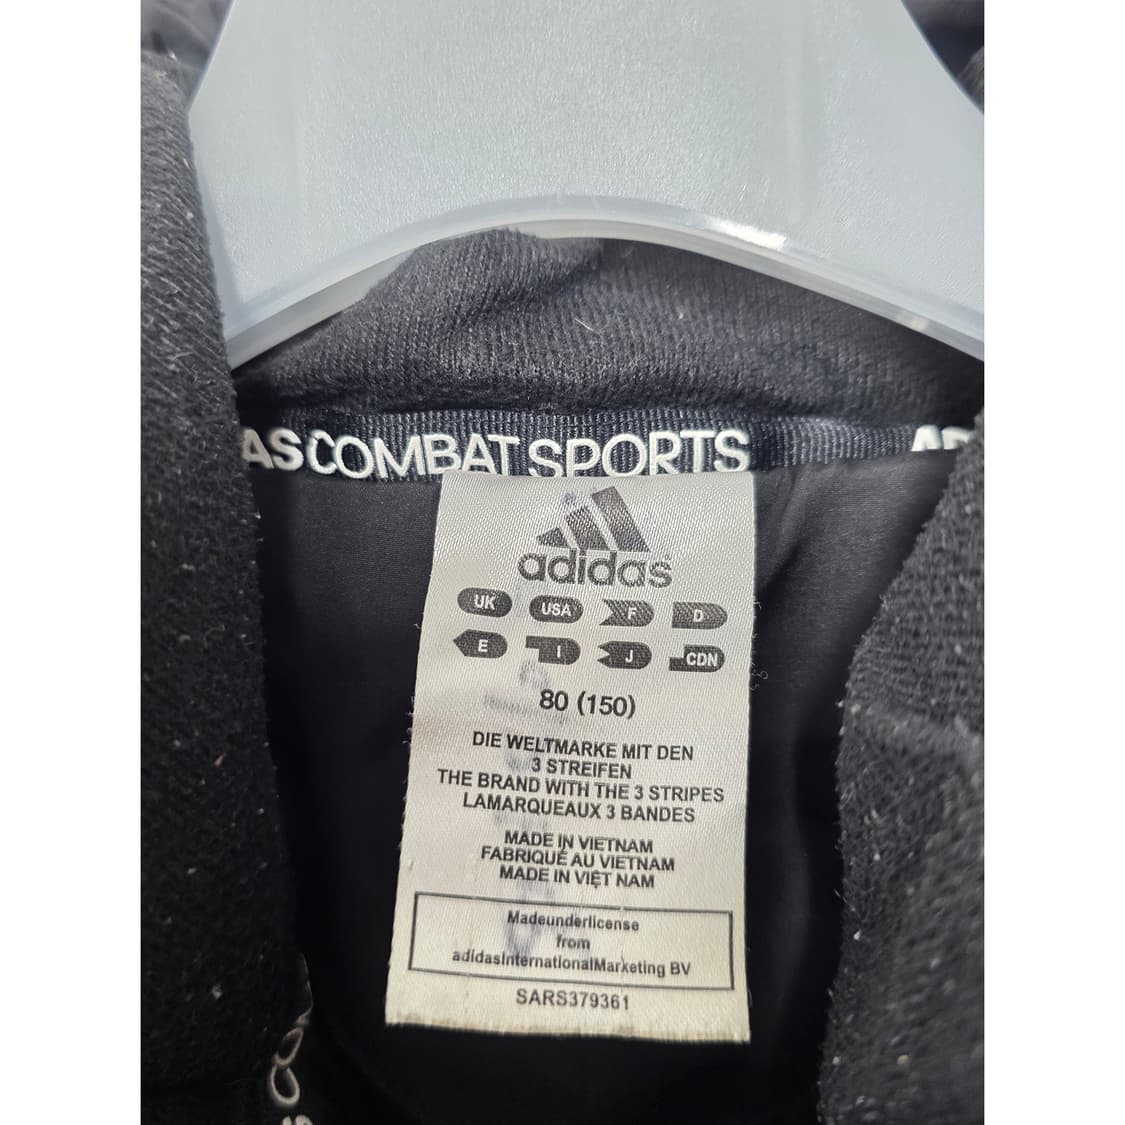 AS COMBAT SPORTS AD
adidas
UK USA F D
E I J CDN
80 (150)
DIE WELTMARKE MIT DEN
3 STREIFEN
THE BRAND WITH THE 3 STRIPES
LAMARQUEAUX 3 BANDES
MADE IN VIETNAM
FABRIQUÉ AU VIETNAM
MADE IN VIỆT NAM
Madeunderlicense
from
adidasInternationalMarketing BV
SARS379361